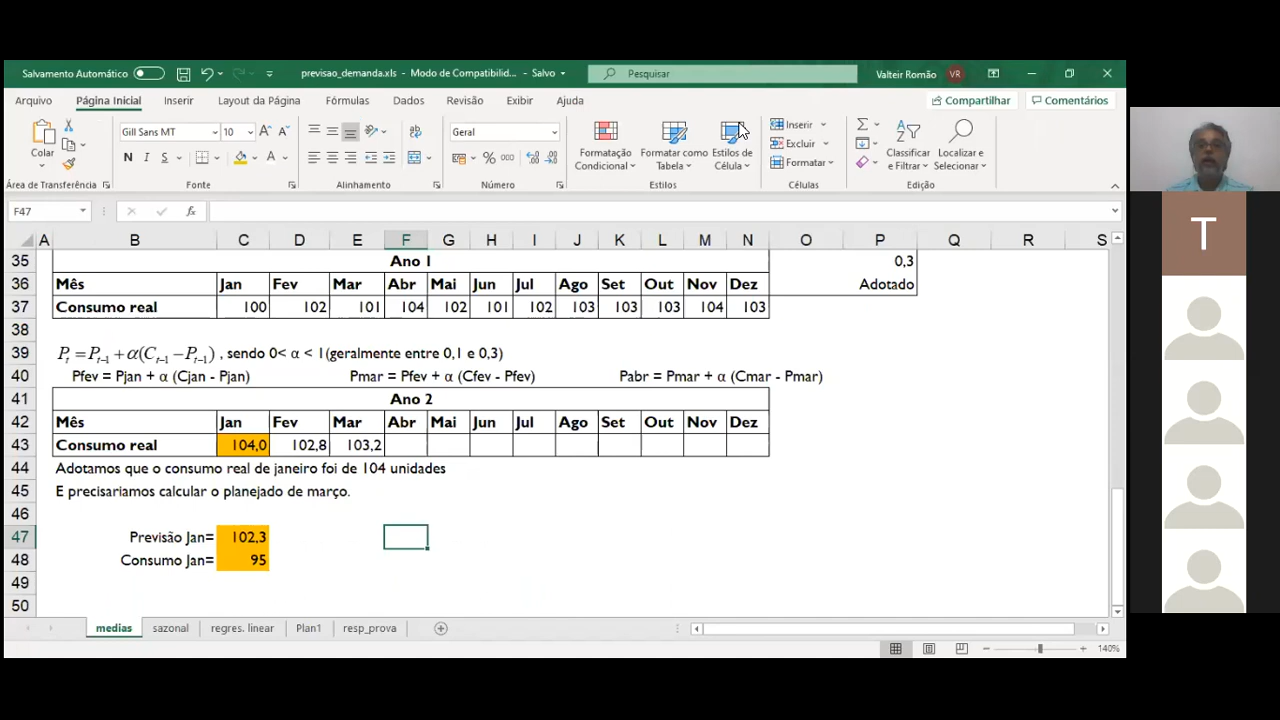 Salvamento Automático
previsao_demanda.xls - Modo de Compatibilid... - Salvo
Pesquisar
Valteir Romão VR
Arquivo Página Inicial Inserir Layout da Página Fórmulas Dados Revisão Exibir Ajuda Compartilhar Comentários
Colar
Gill Sans MT 10
N I S
Geral
Formatação Condicional
Formatar como Tabela
Estilos de Célula
Inserir
Excluir
Formatar
Classificar e Filtrar
Localizar e Selecionar
Área de Transferência Fonte Alinhamento Número Estilos Células Edição
F47 fx
A B C D E F G H I J K L M N O P Q R S
35 Ano 1 0,3
36 Mês Jan Fev Mar Abr Mai Jun Jul Ago Set Out Nov Dez Adotado
37 Consumo real 100 102 101 104 102 101 102 103 103 103 104 103
38
39 Pt = Pt-1 + α(Ct-1 − Pt-1) , sendo 0< α < 1(geralmente entre 0,1 e 0,3)
40 Pfev = Pjan + α (Cjan - Pjan) Pmar = Pfev + α (Cfev - Pfev) Pabr = Pmar + α (Cmar - Pmar)
41 Ano 2
42 Mês Jan Fev Mar Abr Mai Jun Jul Ago Set Out Nov Dez
43 Consumo real 104,0 102,8 103,2
44 Adotamos que o consumo real de janeiro foi de 104 unidades
45 E precisariamos calcular o planejado de março.
46
47 Previsão Jan= 102,3
48 Consumo Jan= 95
49
50
medias sazonal regres. linear Plan1 resp_prova
140%
T